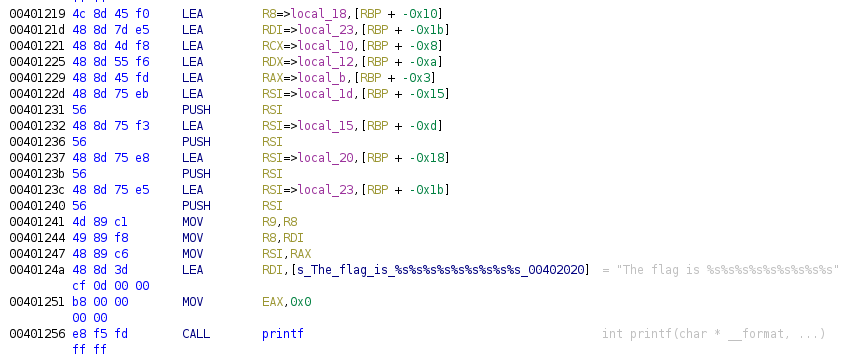 00401219 4c 8d 45 f0 LEA R8=>local_18,[RBP + -0x10]
0040121d 48 8d 7d e5 LEA RDI=>local_23,[RBP + -0x1b]
00401221 48 8d 4d f8 LEA RCX=>local_10,[RBP + -0x8]
00401225 48 8d 55 f6 LEA RDX=>local_12,[RBP + -0xa]
00401229 48 8d 45 fd LEA RAX=>local_b,[RBP + -0x3]
0040122d 48 8d 75 eb LEA RSI=>local_1d,[RBP + -0x15]
00401231 56 PUSH RSI
00401232 48 8d 75 f3 LEA RSI=>local_15,[RBP + -0xd]
00401236 56 PUSH RSI
00401237 48 8d 75 e8 LEA RSI=>local_20,[RBP + -0x18]
0040123b 56 PUSH RSI
0040123c 48 8d 75 e5 LEA RSI=>local_23,[RBP + -0x1b]
00401240 56 PUSH RSI
00401241 4d 89 c1 MOV R9,R8
00401244 49 89 f8 MOV R8,RDI
00401247 48 89 c6 MOV RSI,RAX
0040124a 48 8d 3d LEA RDI,[s_The_flag_is_%s%s%s%s%s%s%s%s%s_00402020] = "The flag is %s%s%s%s%s%s%s%s%s"
cf 0d 00 00
00401251 b8 00 00 MOV EAX,0x0
00 00
00401256 e8 f5 fd CALL printf int printf(char * __format, ...)
ff ff